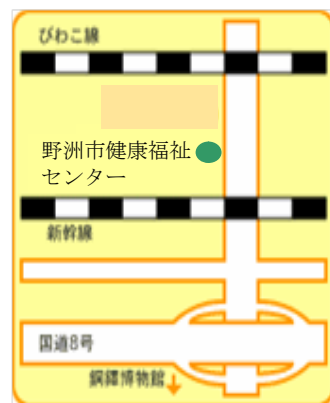 びわこ線
野洲市健康福祉
センター
新幹線
国道8号
銅鐸博物館